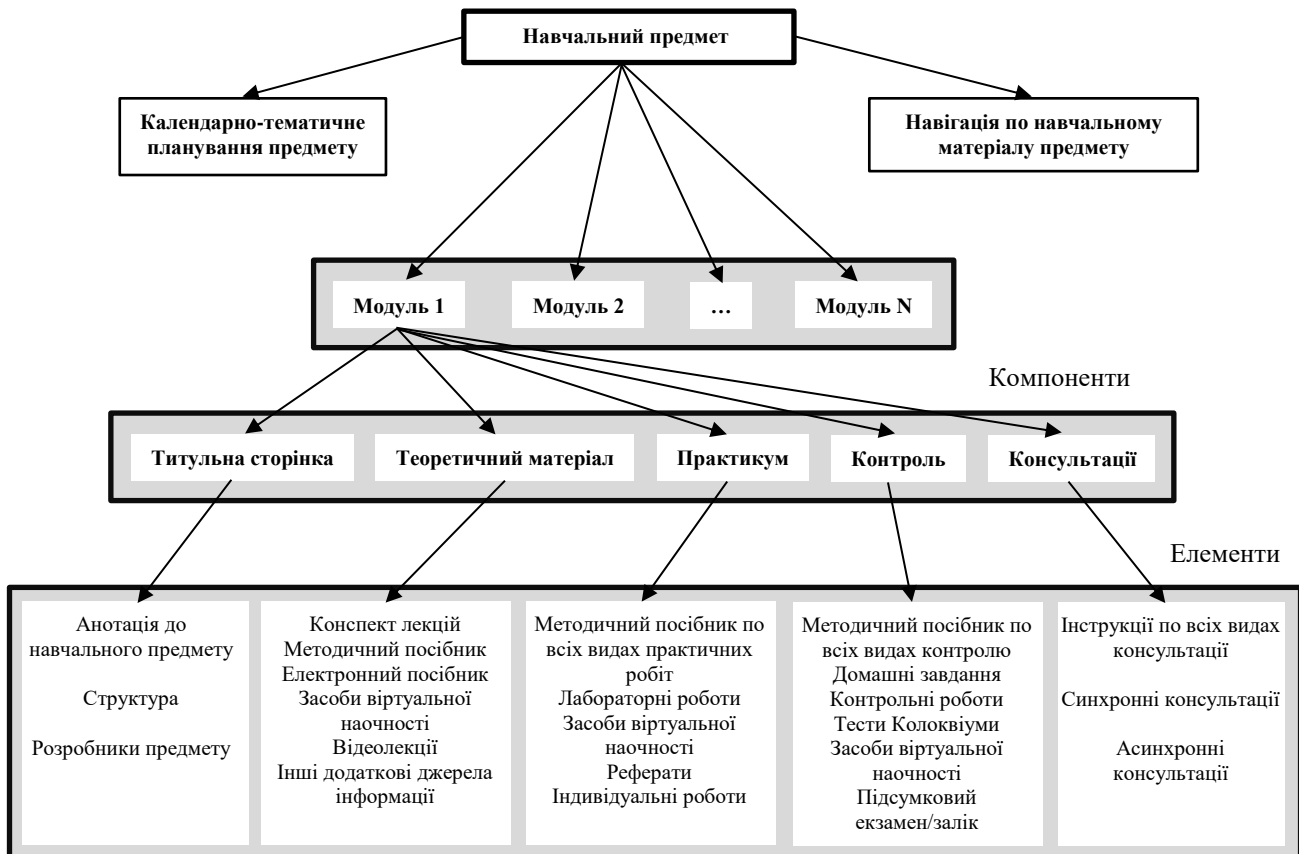 Навчальний предмет
Календарно-тематичне
планування предмету
Навігація по навчальному
матеріалу предмету
Модуль 1
Модуль 2
…
Модуль N
Компоненти
Титульна сторінка
Теоретичний матеріал
Практикум
Контроль
Консультації
Елементи
Анотація до
навчального предмету
Структура
Розробники предмету
Конспект лекцій
Методичний посібник
Електронний посібник
Засоби віртуальної
наочності
Відеолекції
Інші додаткові джерела
інформації
Методичний посібник по
всіх видах практичних
робіт
Лабораторні роботи
Засоби віртуальної
наочності
Реферати
Індивідуальні роботи
Методичний посібник по
всіх видах контролю
Домашні завдання
Контрольні роботи
Тести Колоквіуми
Засоби віртуальної
наочності
Підсумковий
екзамен/залік
Інструкції по всіх видах
консультації
Синхронні консультації
Асинхронні
консультації